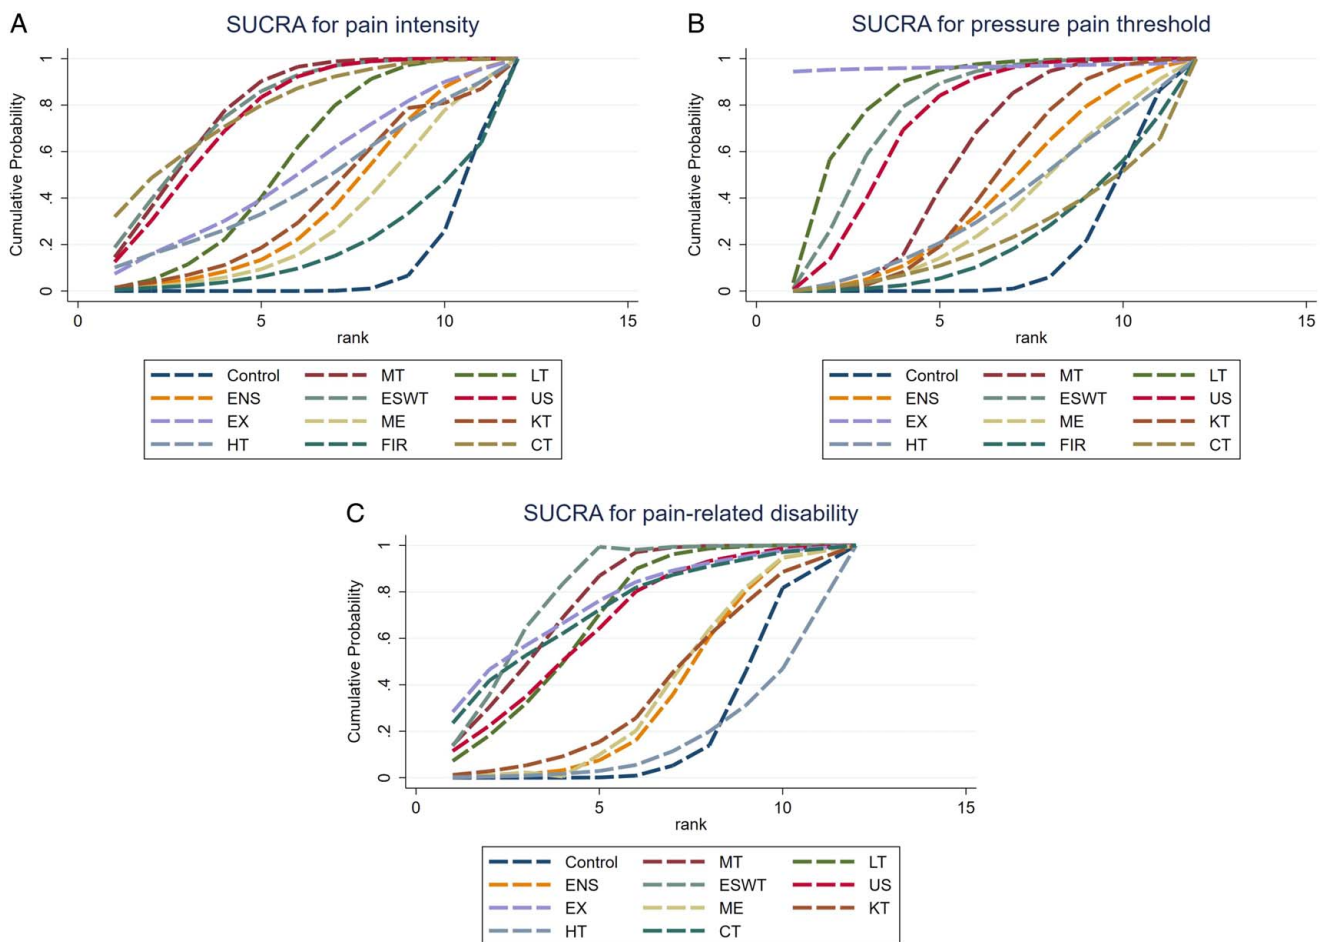 A
SUCRA for pain intensity
Cumulative Probability
1
.8
.6
.4
.2
0
0 5 10 15
rank
Control MT LT
ENS ESWT US
EX ME KT
HT FIR CT
B
SUCRA for pressure pain threshold
Cumulative Probability
1
.8
.6
.4
.2
0
0 5 10 15
rank
Control MT LT
ENS ESWT US
EX ME KT
HT FIR CT
C
SUCRA for pain-related disability
Cumulative Probability
1
.8
.6
.4
.2
0
0 5 10 15
rank
Control MT LT
ENS ESWT US
EX ME KT
HT CT